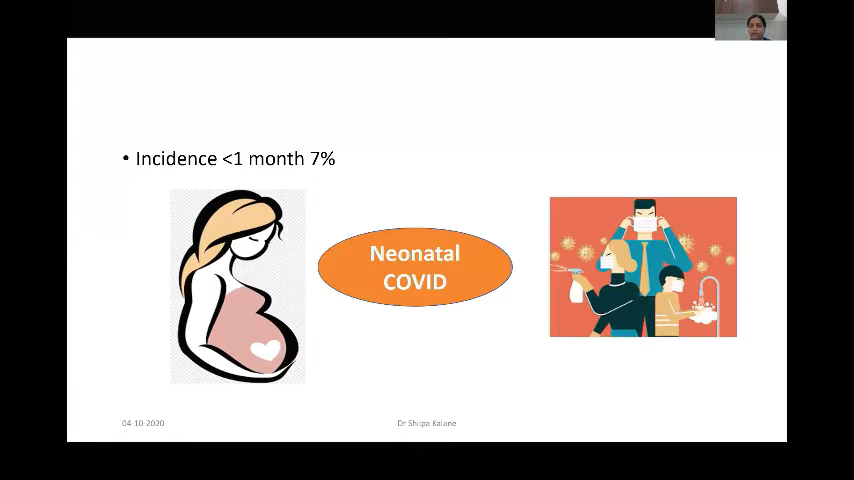 • Incidence <1 month 7%
Neonatal
COVID
04-10-2020
Dr Shilpa Kalane